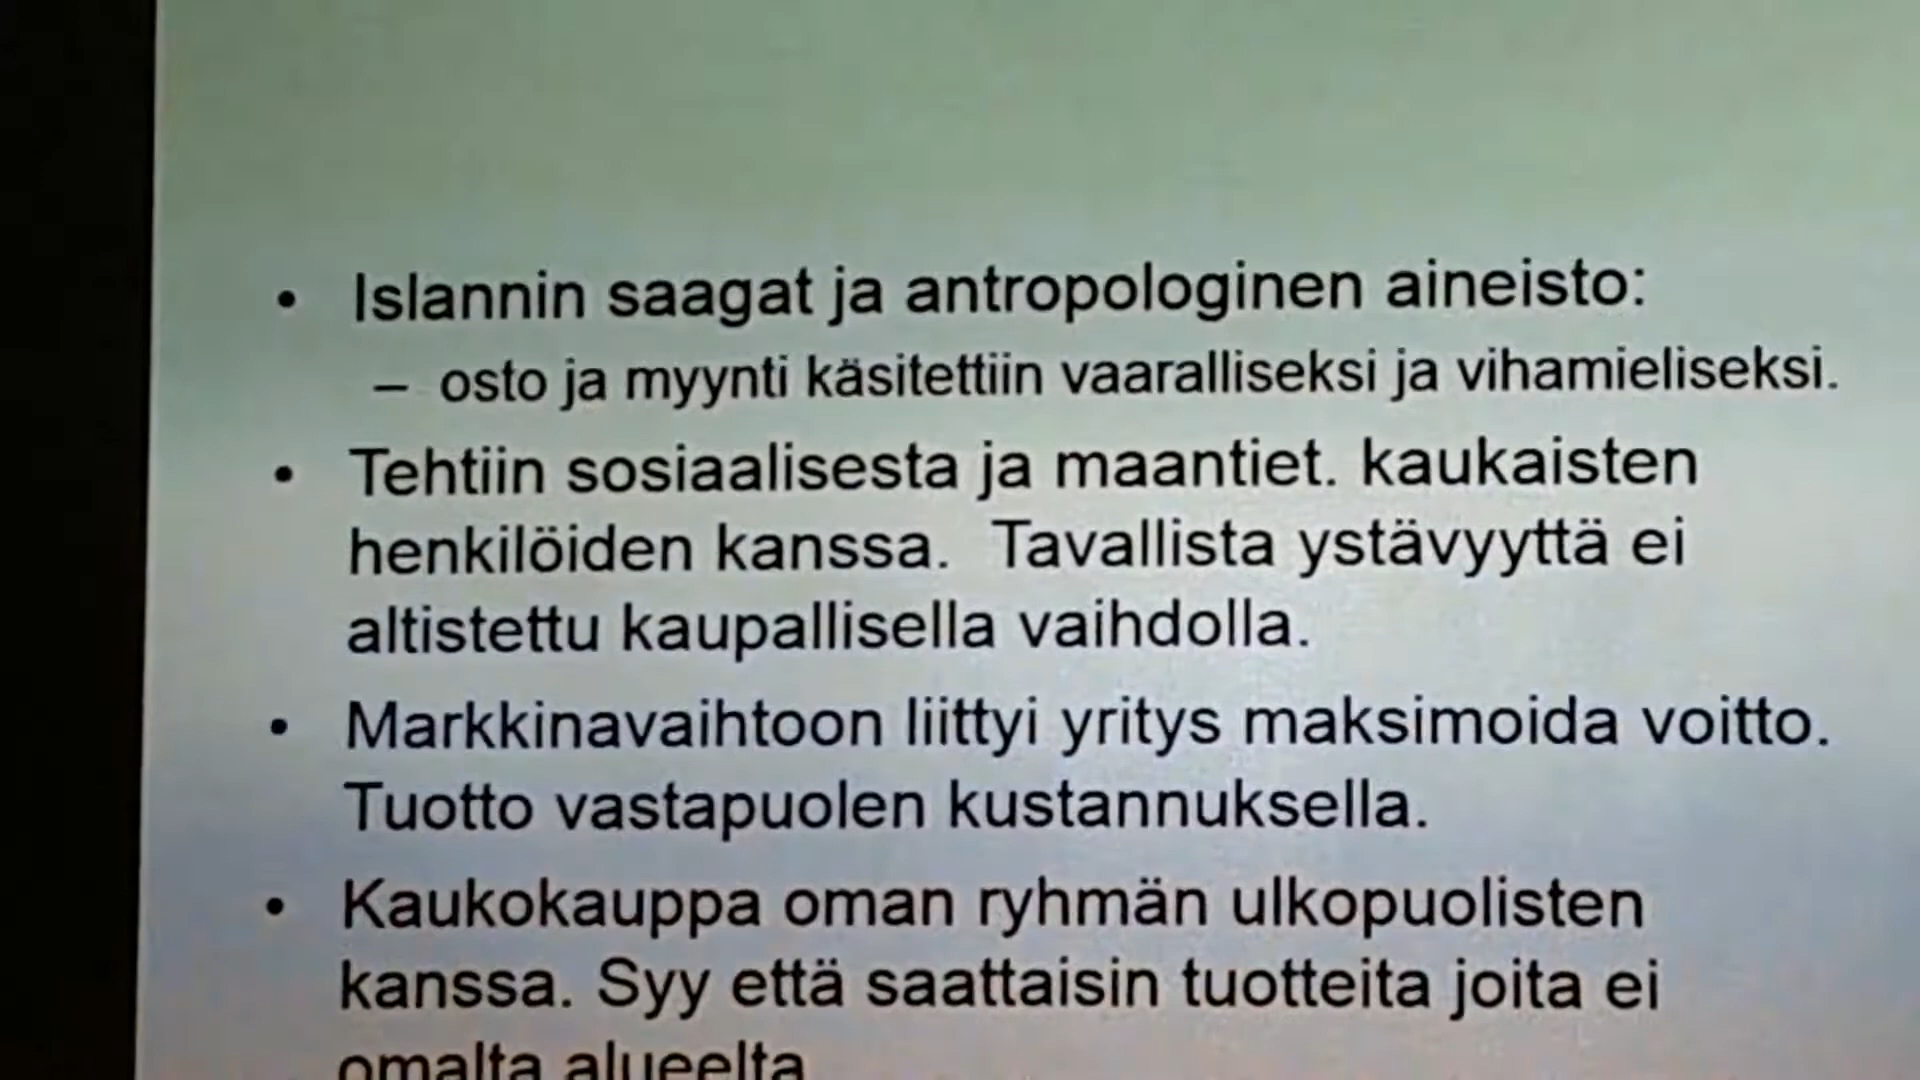 • Islannin saagat ja antropologinen aineisto:
– osto ja myynti käsitettiin vaaralliseksi ja vihamieliseksi.
• Tehtiin sosiaalisesta ja maantiet. kaukaisten
henkilöiden kanssa. Tavallista ystävyyttä ei
altistettu kaupallisella vaihdolla.
• Markkinavaihtoon liittyi yritys maksimoida voitto.
Tuotto vastapuolen kustannuksella.
• Kaukokauppa oman ryhmän ulkopuolisten
kanssa. Syy että saattaisin tuotteita joita ei
omalta alueelta